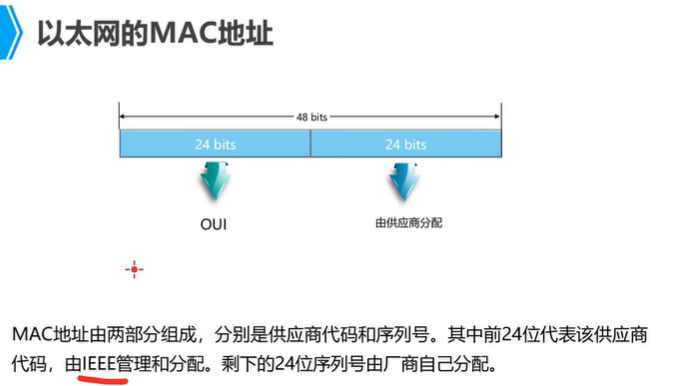 以太网的MAC地址
48 bits
24 bits
24 bits
OUI
由供应商分配
MAC地址由两部分组成，分别是供应商代码和序列号。其中前24位代表该供应商
代码，由IEEE管理和分配。剩下的24位序列号由厂商自己分配。